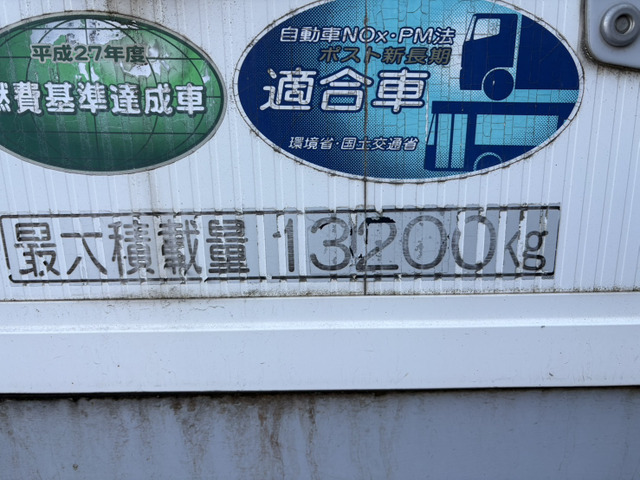 平成27年度
燃費基準達成車
自動車NOx・PM法
ポスト新長期
適合車
環境省・国土交通省
最大積載量 13200kg